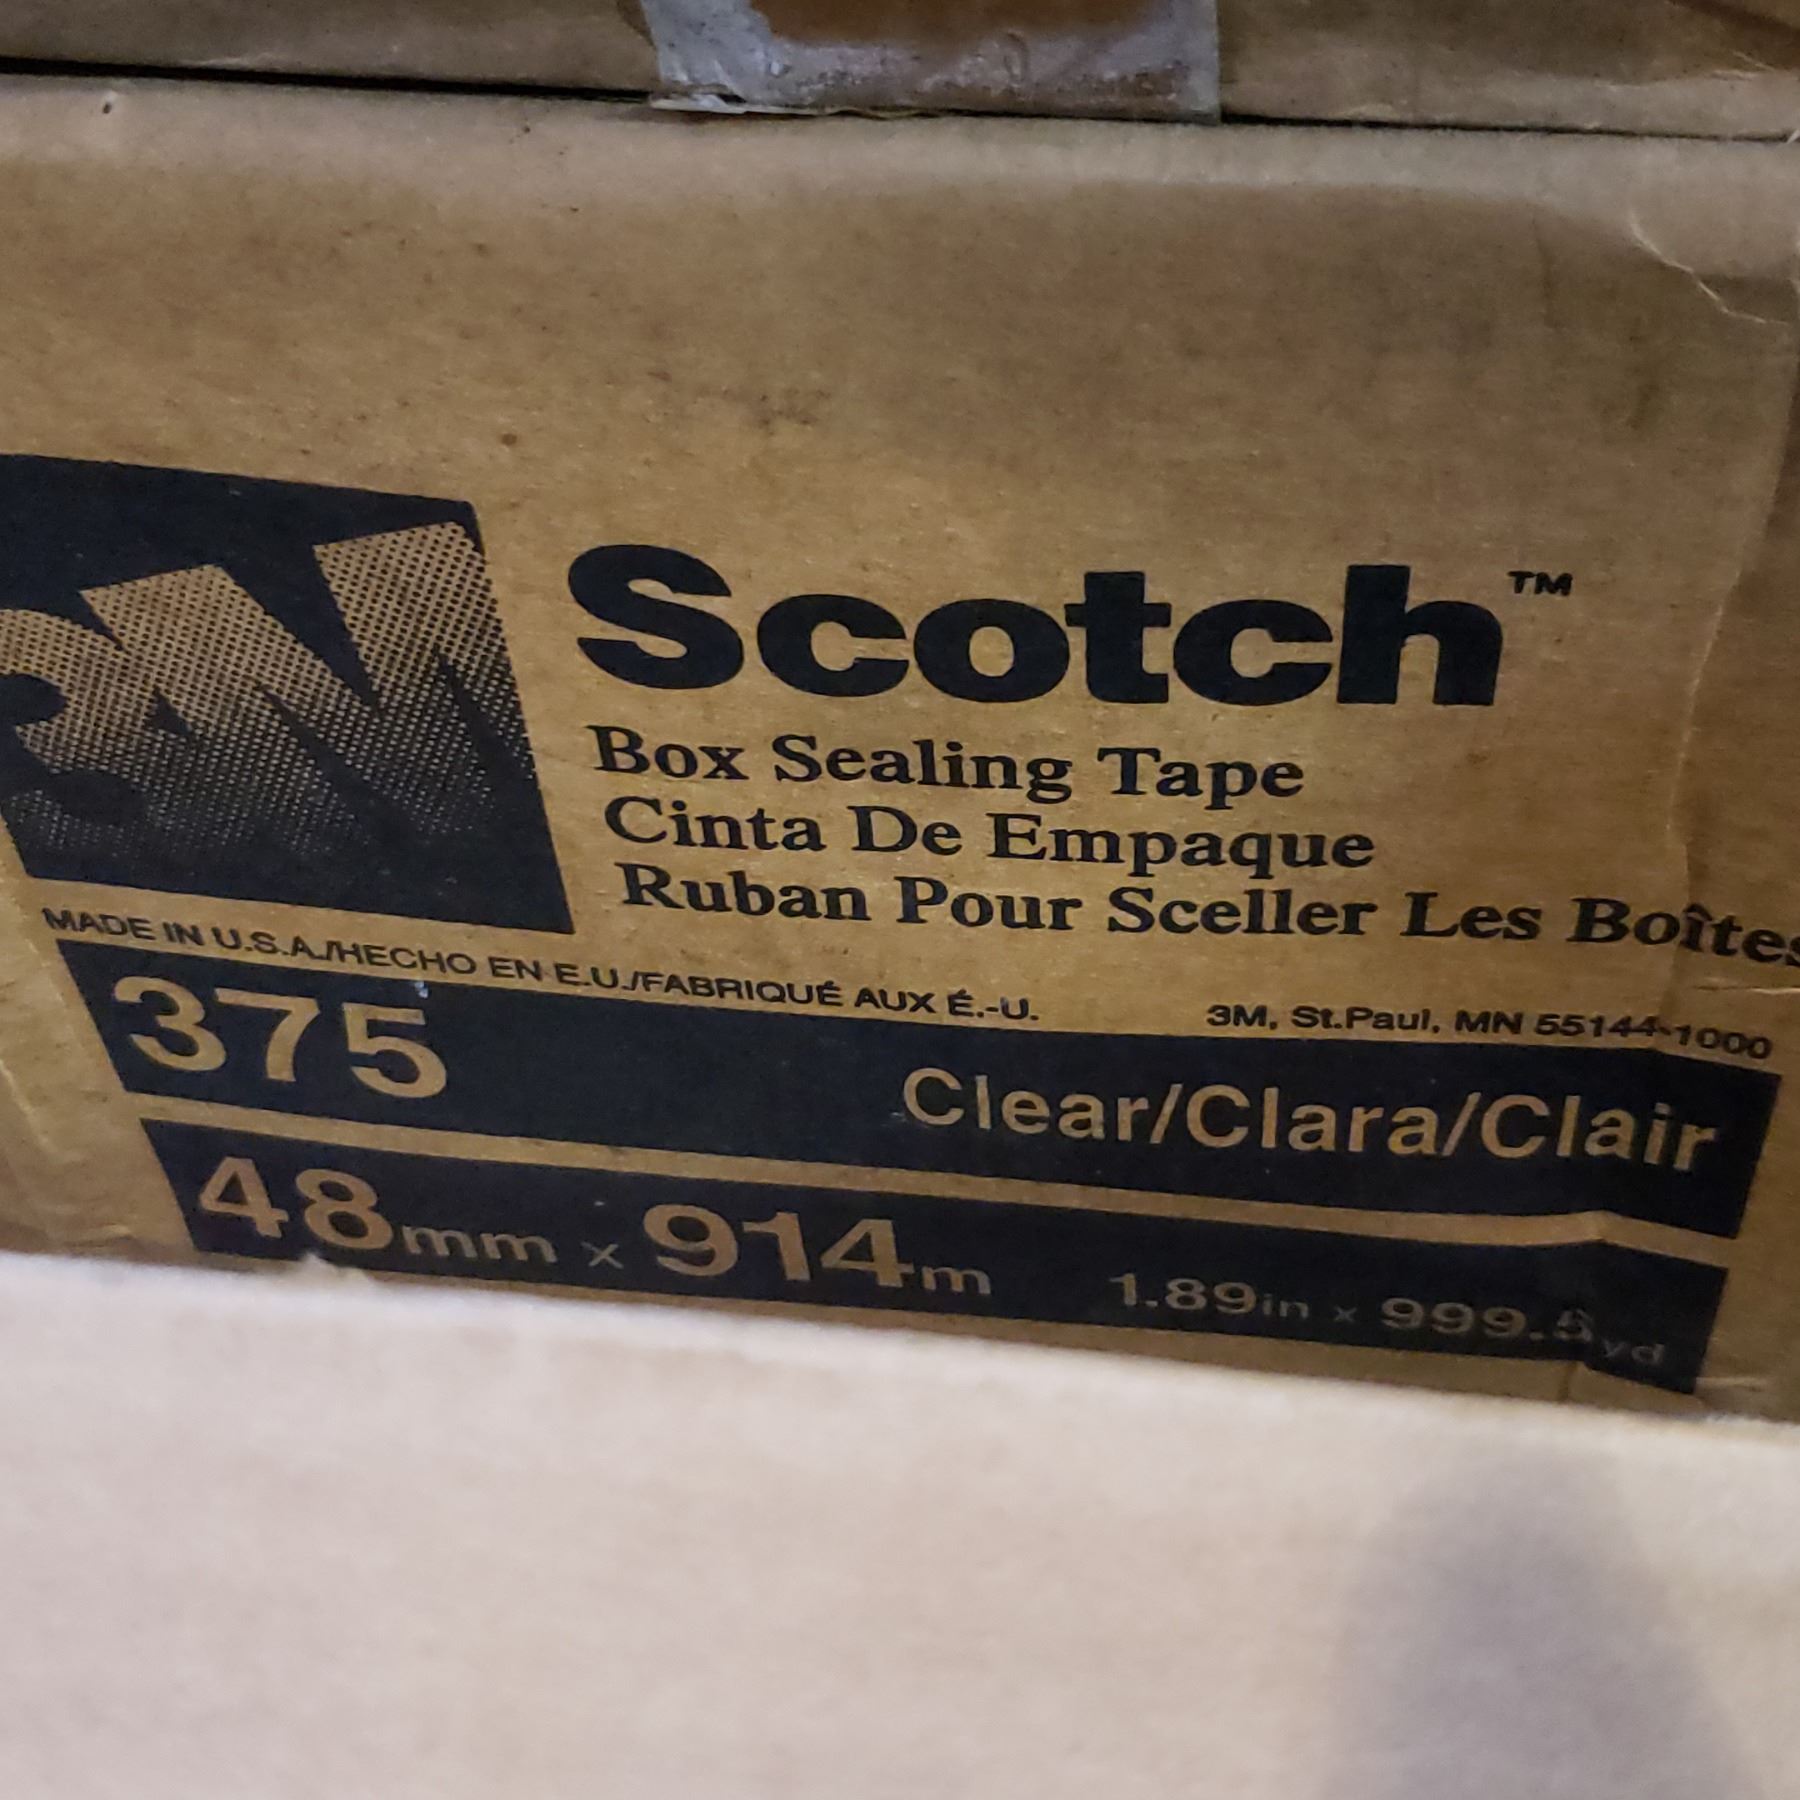 3M
Scotch™
Box Sealing Tape
Cinta De Empaque
Ruban Pour Sceller Les Boîtes
MADE IN U.S.A./HECHO EN E.U./FABRIQUÉ AUX É.-U. 3M, St.Paul, MN 55144-1000
375 Clear/Clara/Clair
48mm x 914m 1.89in x 999.5yd